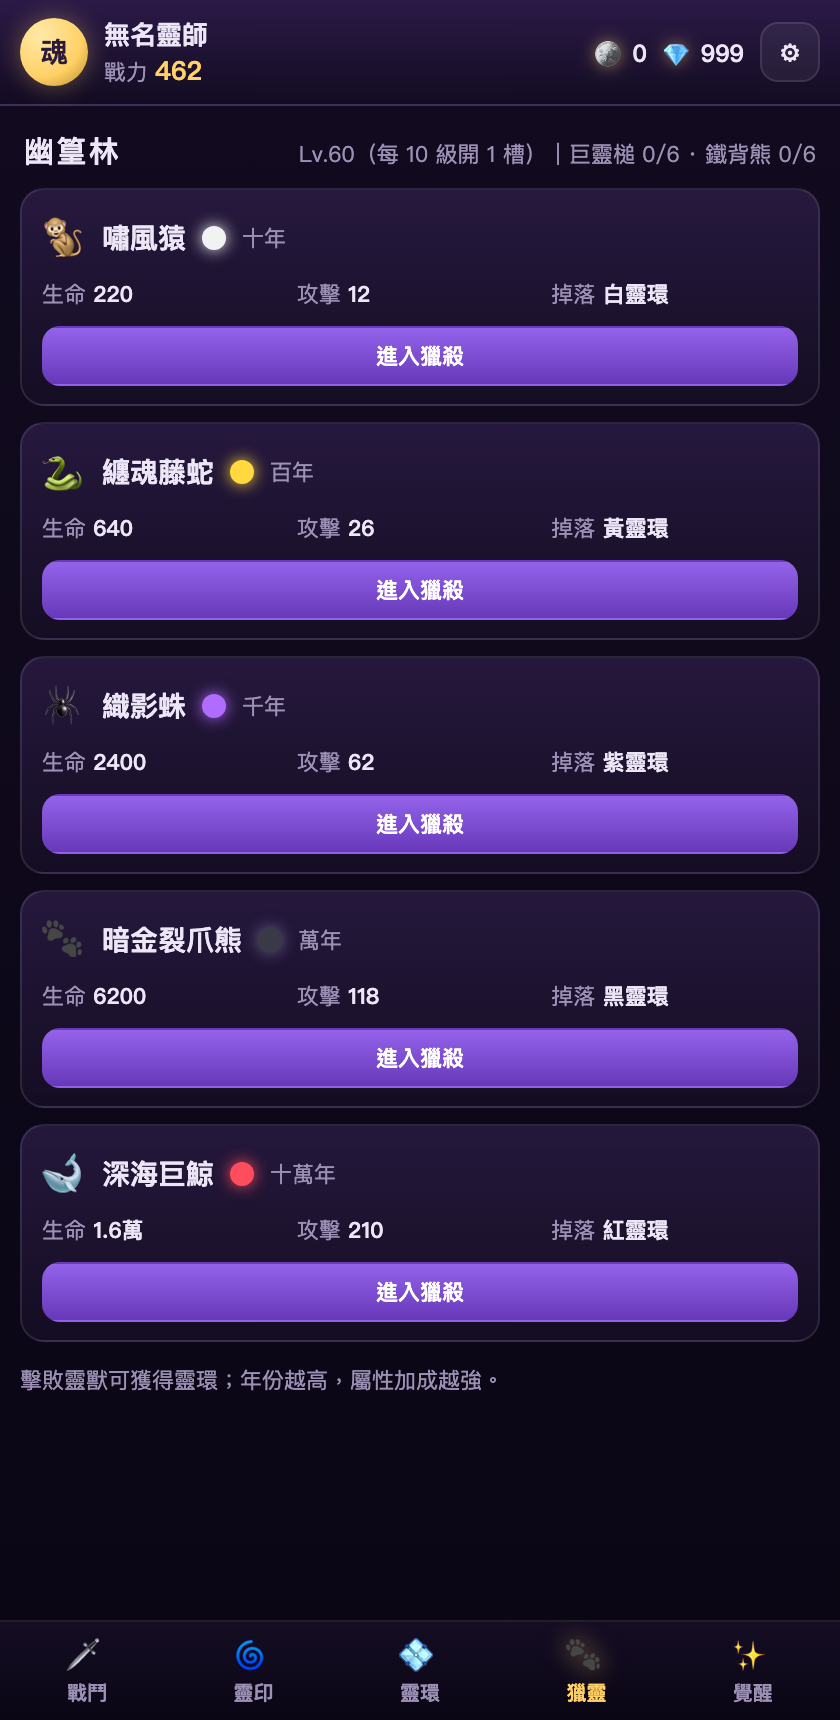 魂
無名靈師
戰力 462
0 999
幽篁林
Lv.60（每 10 級開 1 槽）｜巨靈槌 0/6 · 鐵背熊 0/6
嘯風猿 十年
生命 220 攻擊 12 掉落 白靈環
進入獵殺
纏魂藤蛇 百年
生命 640 攻擊 26 掉落 黃靈環
進入獵殺
織影蛛 千年
生命 2400 攻擊 62 掉落 紫靈環
進入獵殺
暗金裂爪熊 萬年
生命 6200 攻擊 118 掉落 黑靈環
進入獵殺
深海巨鯨 十萬年
生命 1.6萬 攻擊 210 掉落 紅靈環
進入獵殺
擊敗靈獸可獲得靈環；年份越高，屬性加成越強。
戰鬥 靈印 靈環 獵靈 覺醒